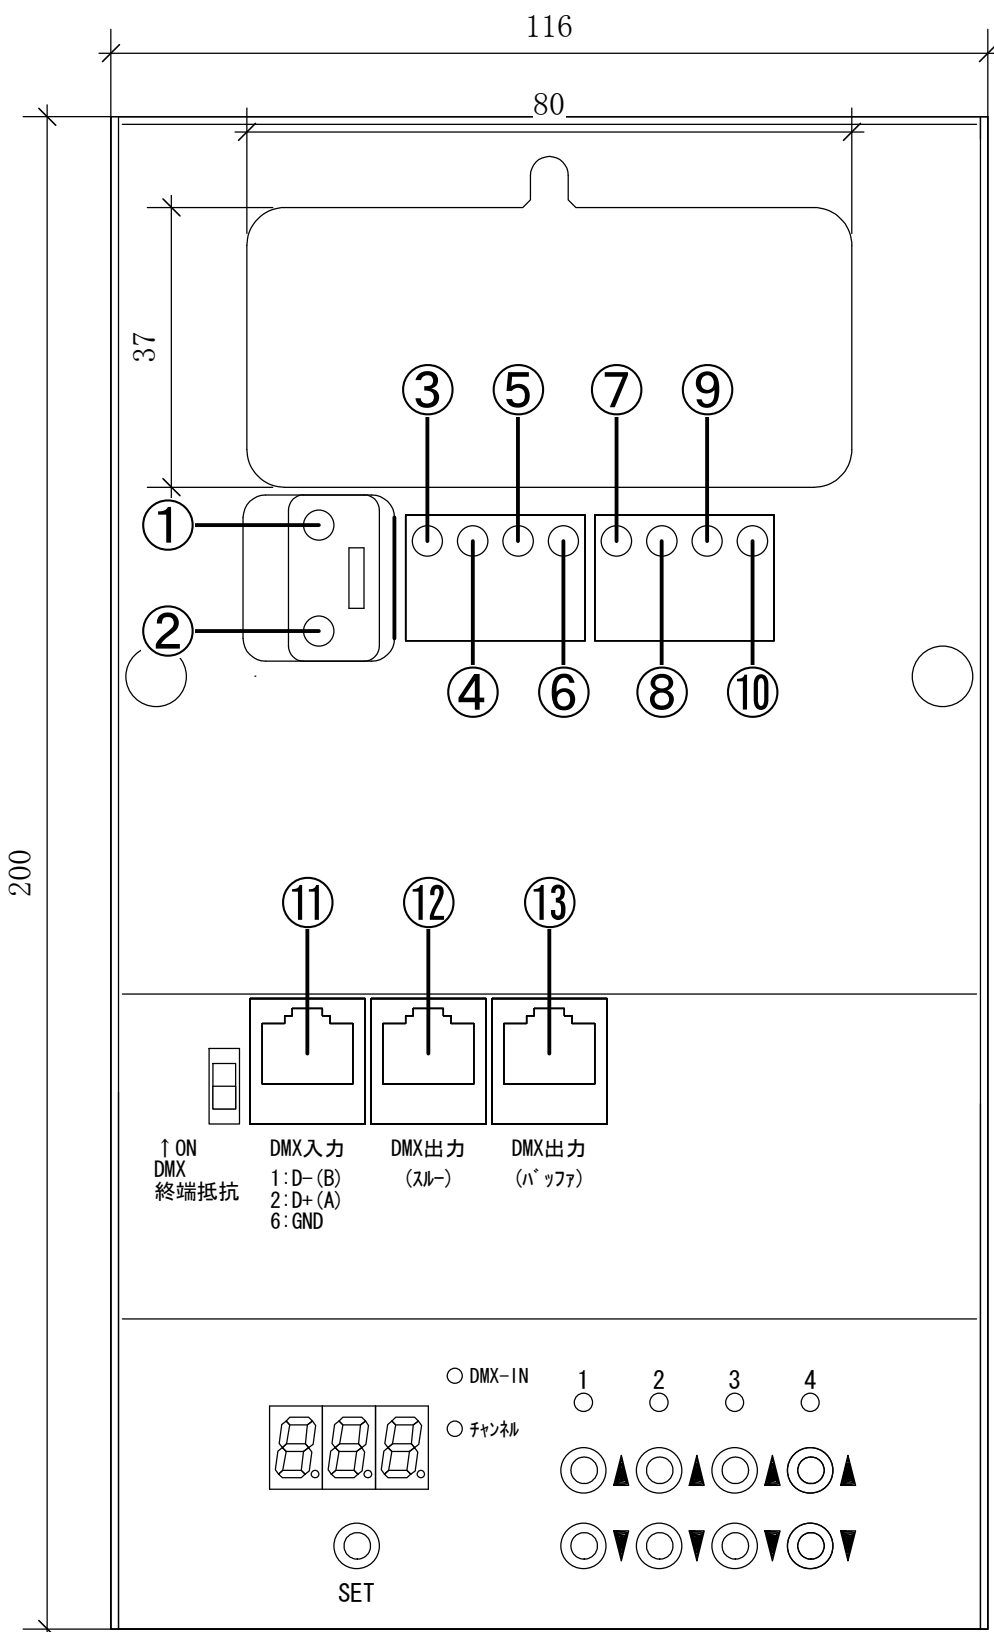 116
80
37
③ ⑤ ⑦ ⑨
①
②
④ ⑥ ⑧ ⑩
200
⑪ ⑫ ⑬
↑ON
DMX
終端抵抗
DMX入力
1:D-(B)
2:D+(A)
6:GND
DMX出力
(スルー)
DMX出力
(バッファ)
DMX-IN
チャンネル
1 2 3 4
8.8.8.
▲ ▲ ▲ ▲
▼ ▼ ▼ ▼
SET